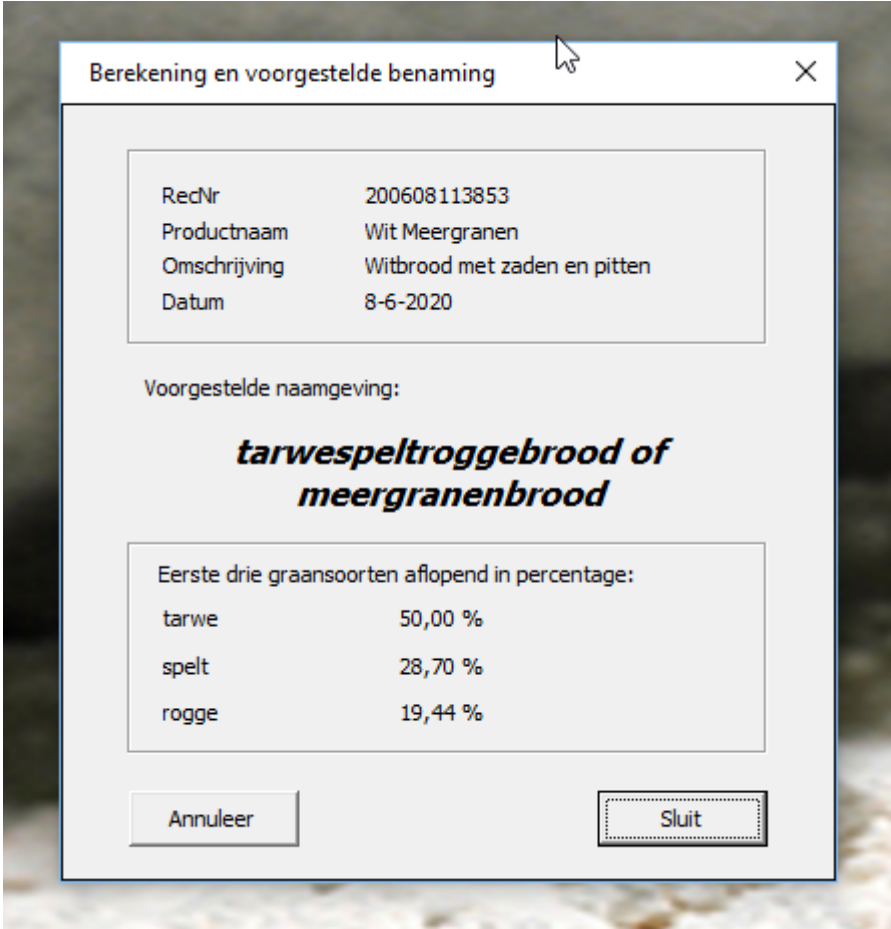 Berekening en voorgestelde benaming
RecNr 200608113853
Productnaam Wit Meergranen
Omschrijving Witbrood met zaden en pitten
Datum 8-6-2020
Voorgestelde naamgeving:
tarwespeltroggebrood of
meergranenbrood
Eerste drie graansoorten aflopend in percentage:
tarwe 50,00 %
spelt 28,70 %
rogge 19,44 %
Annuleer Sluit